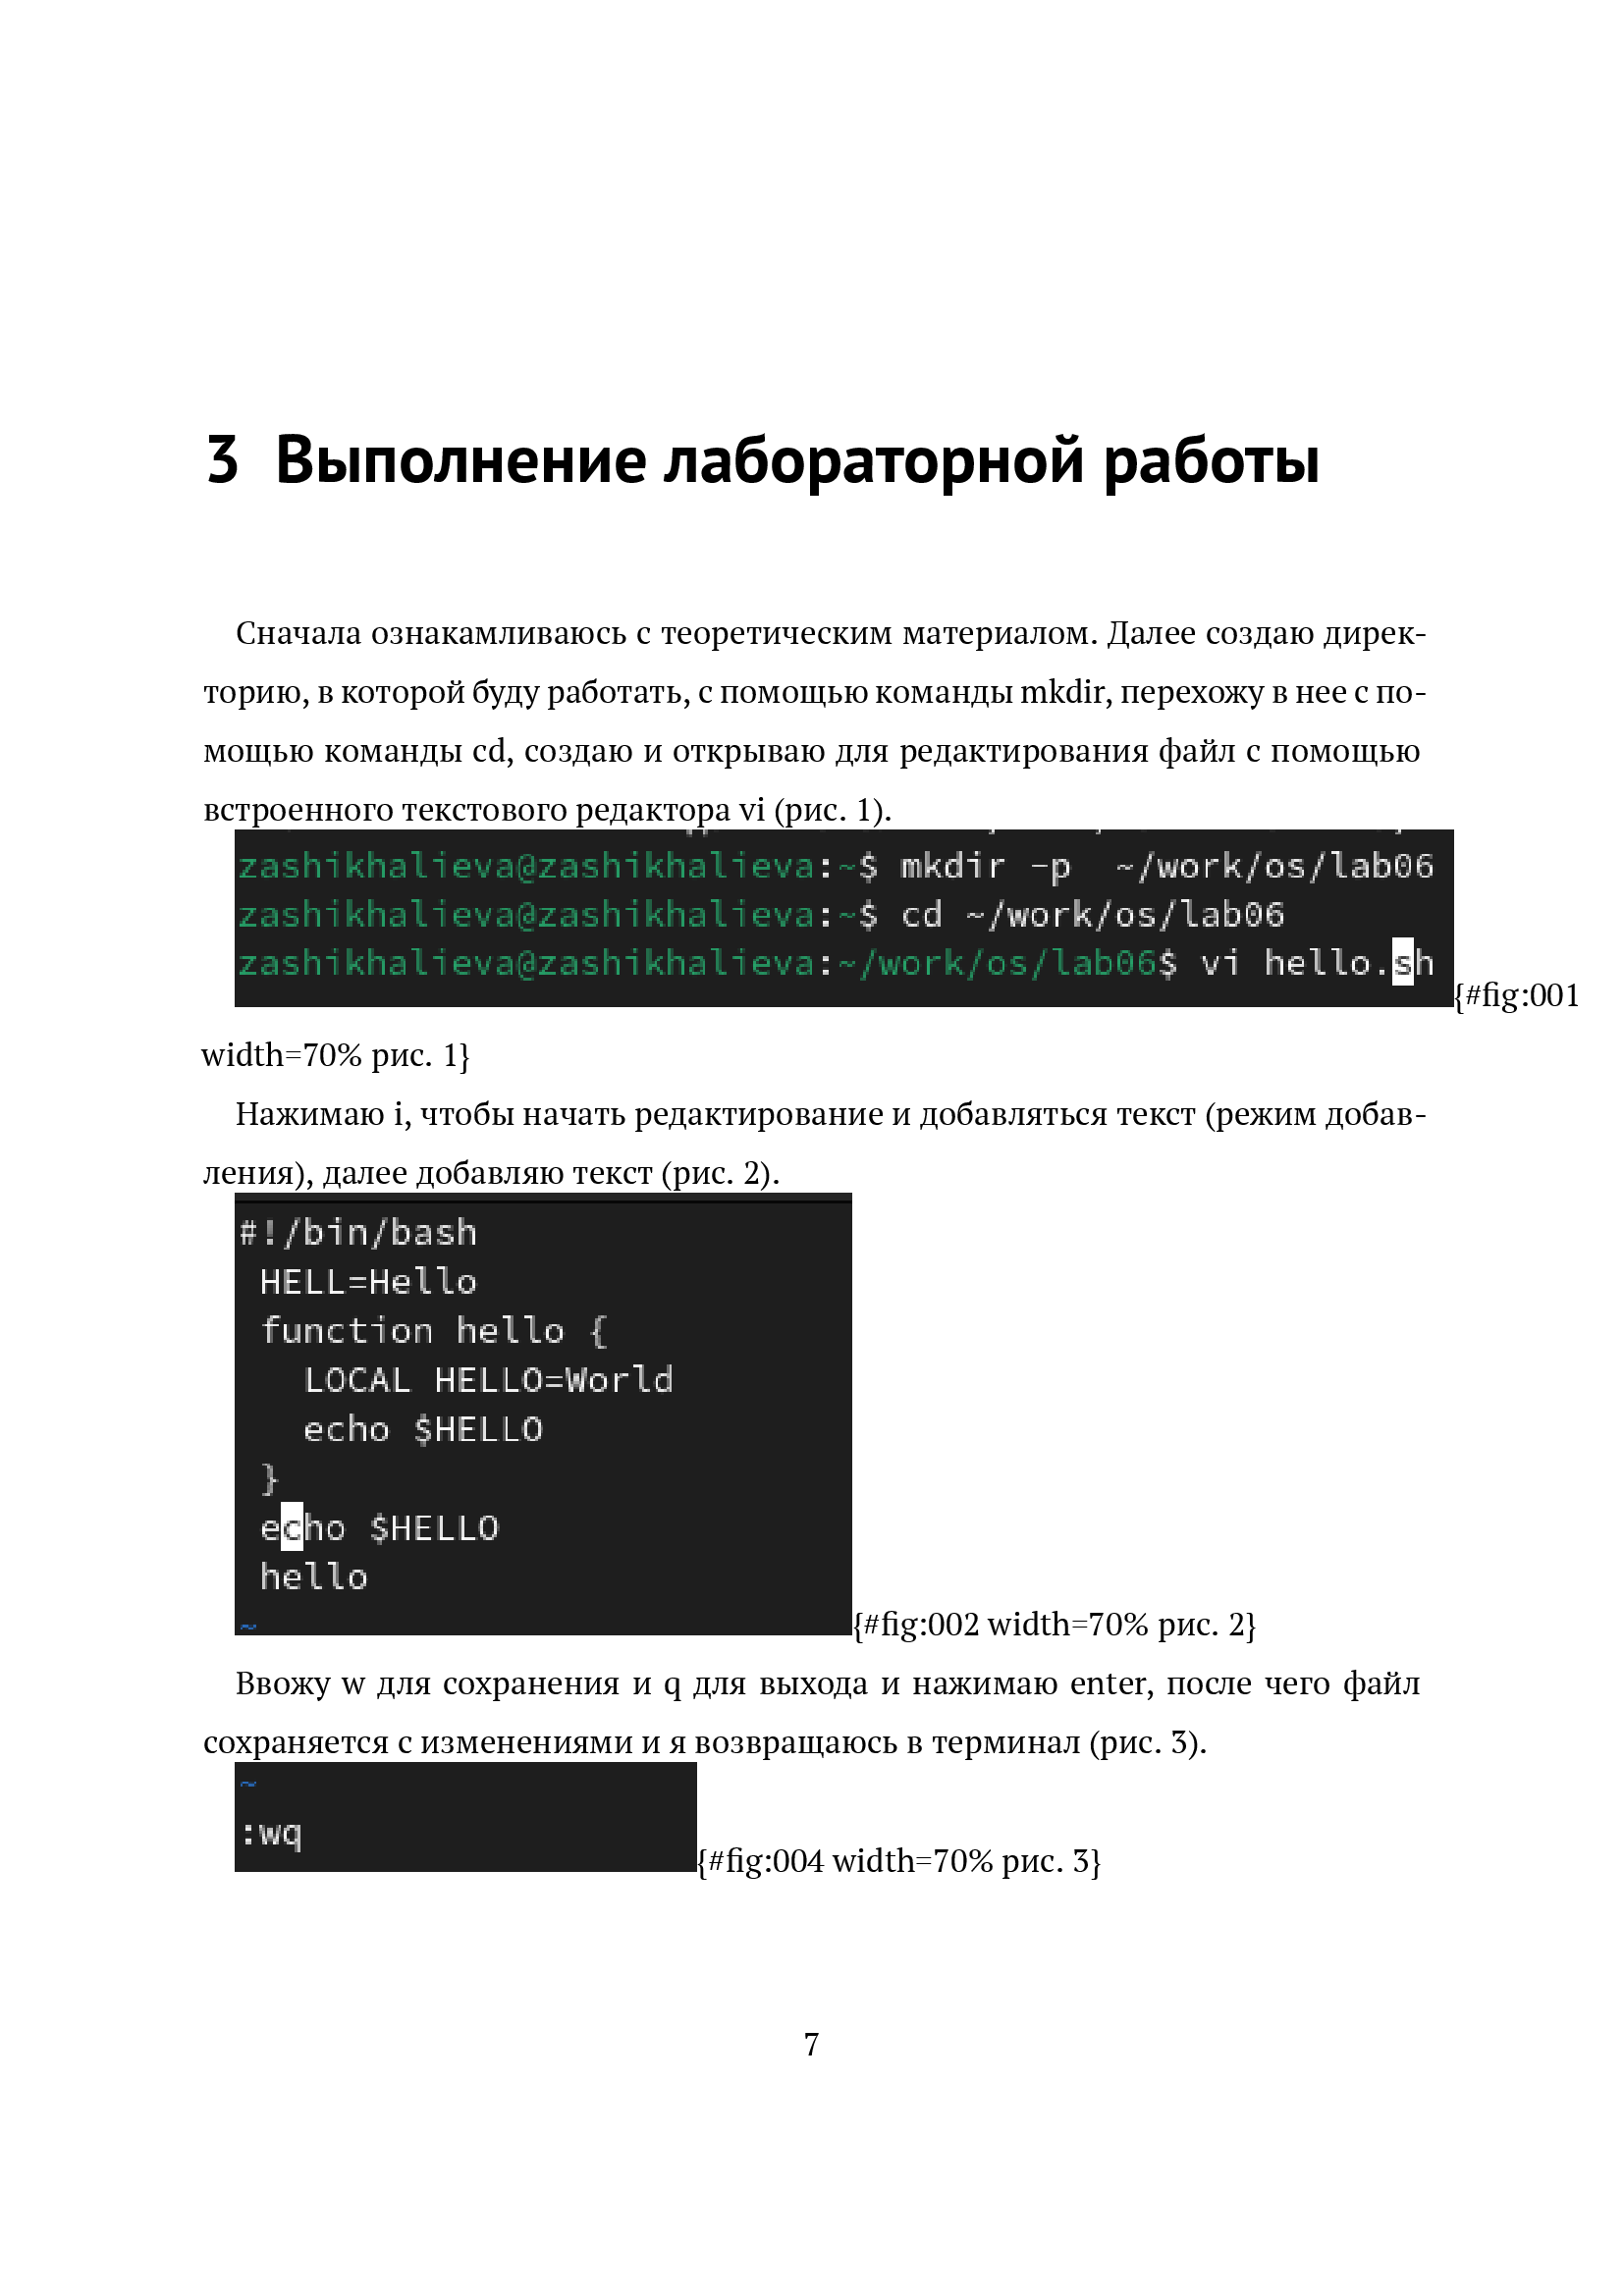 3 Выполнение лабораторной работы
Сначала ознакамливаюсь с теоретическим материалом. Далее создаю дирек-
торию, в которой буду работать, с помощью команды mkdir, перехожу в нее с по-
мощью команды cd, создаю и открываю для редактирования файл с помощью
встроенного текстового редактора vi (рис. 1).
zashikhalieva@zashikhalieva:~$ mkdir -p  ~/work/os/lab06
zashikhalieva@zashikhalieva:~$ cd ~/work/os/lab06
zashikhalieva@zashikhalieva:~/work/os/lab06$ vi hello.sh
{#fig:001
width=70% рис. 1}
Нажимаю i, чтобы начать редактирование и добавляться текст (режим добав-
ления), далее добавляю текст (рис. 2).
#!/bin/bash
HELL=Hello
function hello {
LOCAL HELLO=World
echo $HELLO
}
echo $HELLO
hello
~
{#fig:002 width=70% рис. 2}
Ввожу w для сохранения и q для выхода и нажимаю enter, после чего файл
сохраняется с изменениями и я возвращаюсь в терминал (рис. 3).
~
:wq
{#fig:004 width=70% рис. 3}
7